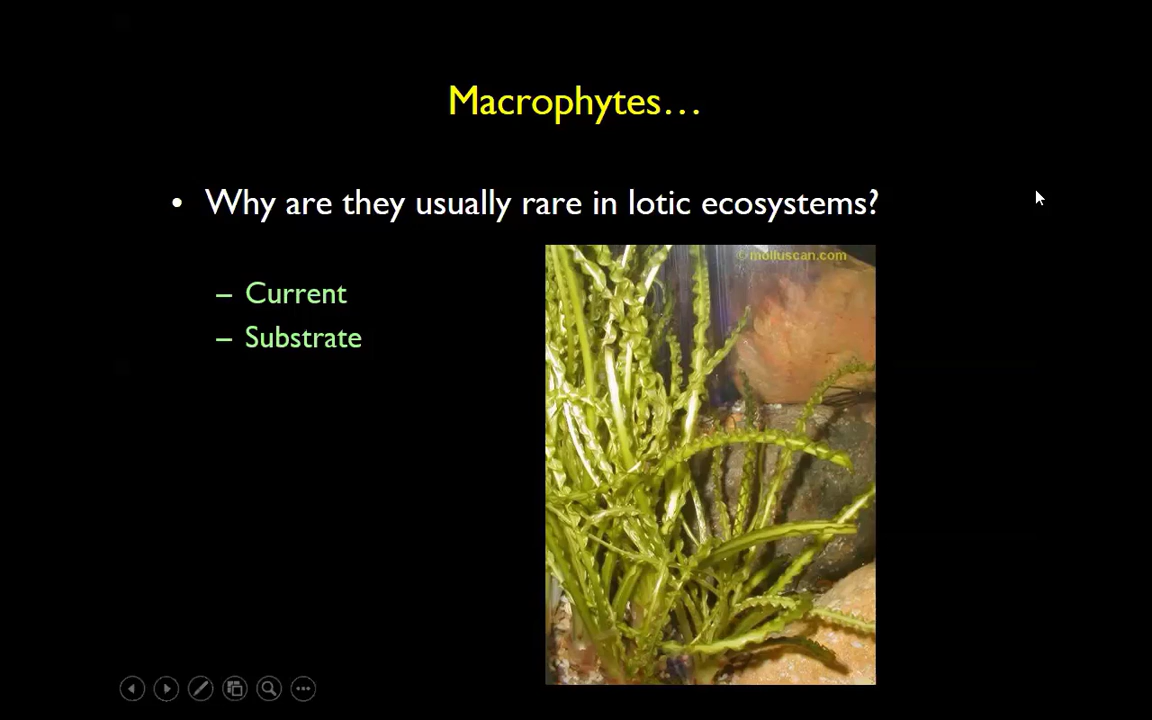 Macrophytes…
• Why are they usually rare in lotic ecosystems?
© molluscan.com
– Current
– Substrate